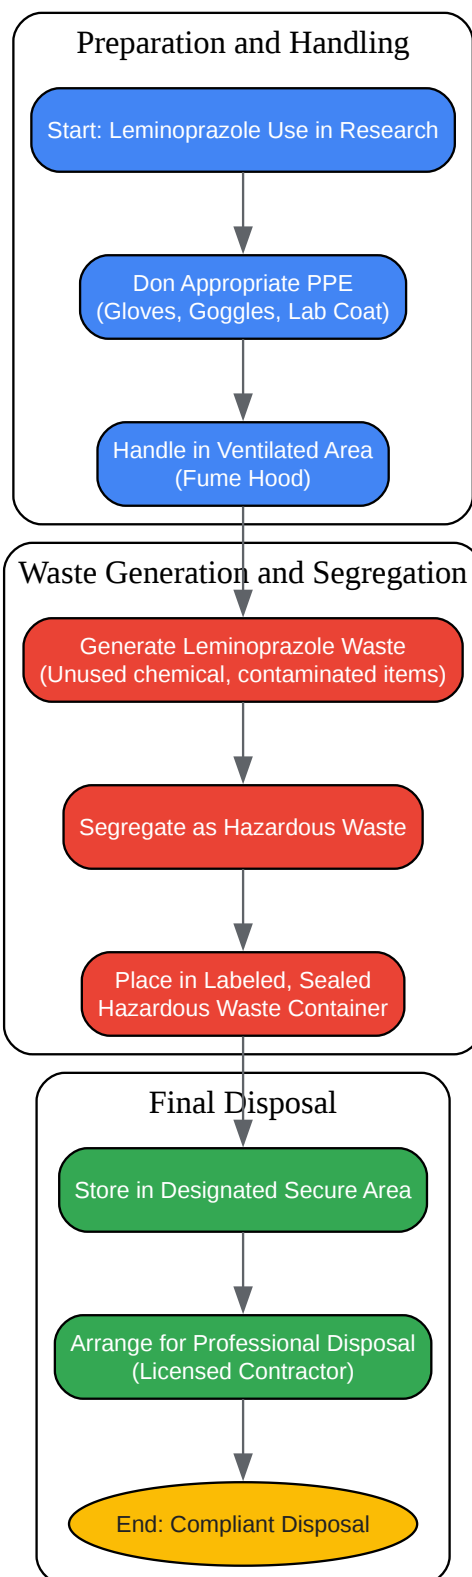 Preparation and Handling
Start: Leminoprazole Use in Research
Don Appropriate PPE
(Gloves, Goggles, Lab Coat)
Handle in Ventilated Area
(Fume Hood)
Waste Generation and Segregation
Generate Leminoprazole Waste
(Unused chemical, contaminated items)
Segregate as Hazardous Waste
Place in Labeled, Sealed
Hazardous Waste Container
Final Disposal
Store in Designated Secure Area
Arrange for Professional Disposal
(Licensed Contractor)
End: Compliant Disposal